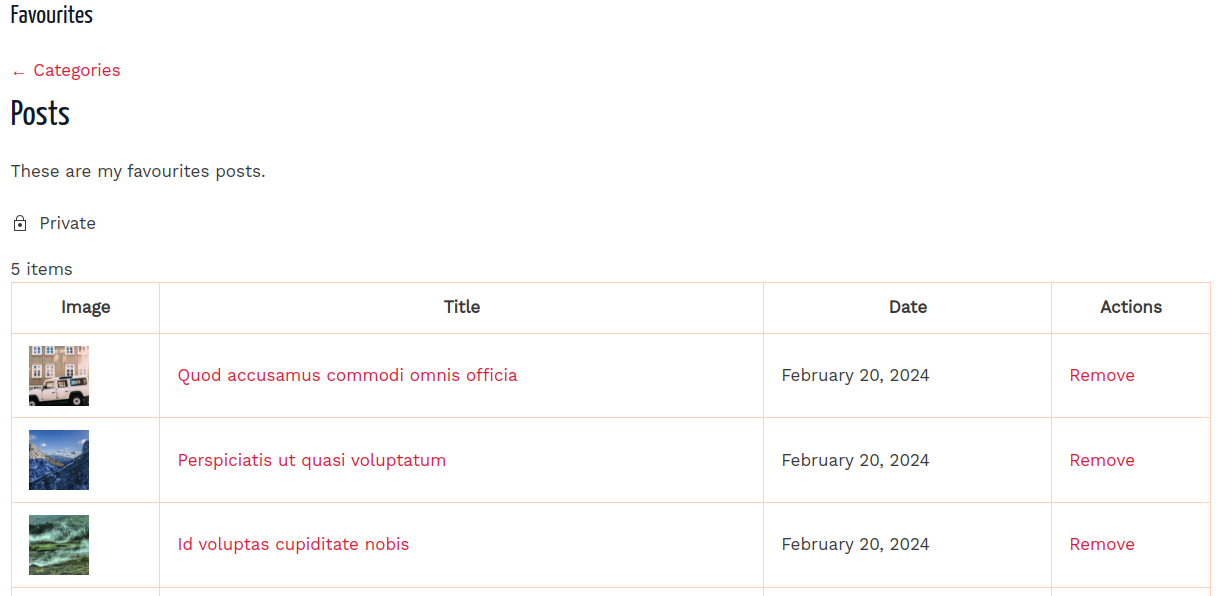 Favourites
← Categories
Posts
These are my favourites posts.
Private
5 items
Image Title Date Actions
Quod accusamus commodi omnis officia February 20, 2024 Remove
Perspiciatis ut quasi voluptatum February 20, 2024 Remove
Id voluptas cupiditate nobis February 20, 2024 Remove